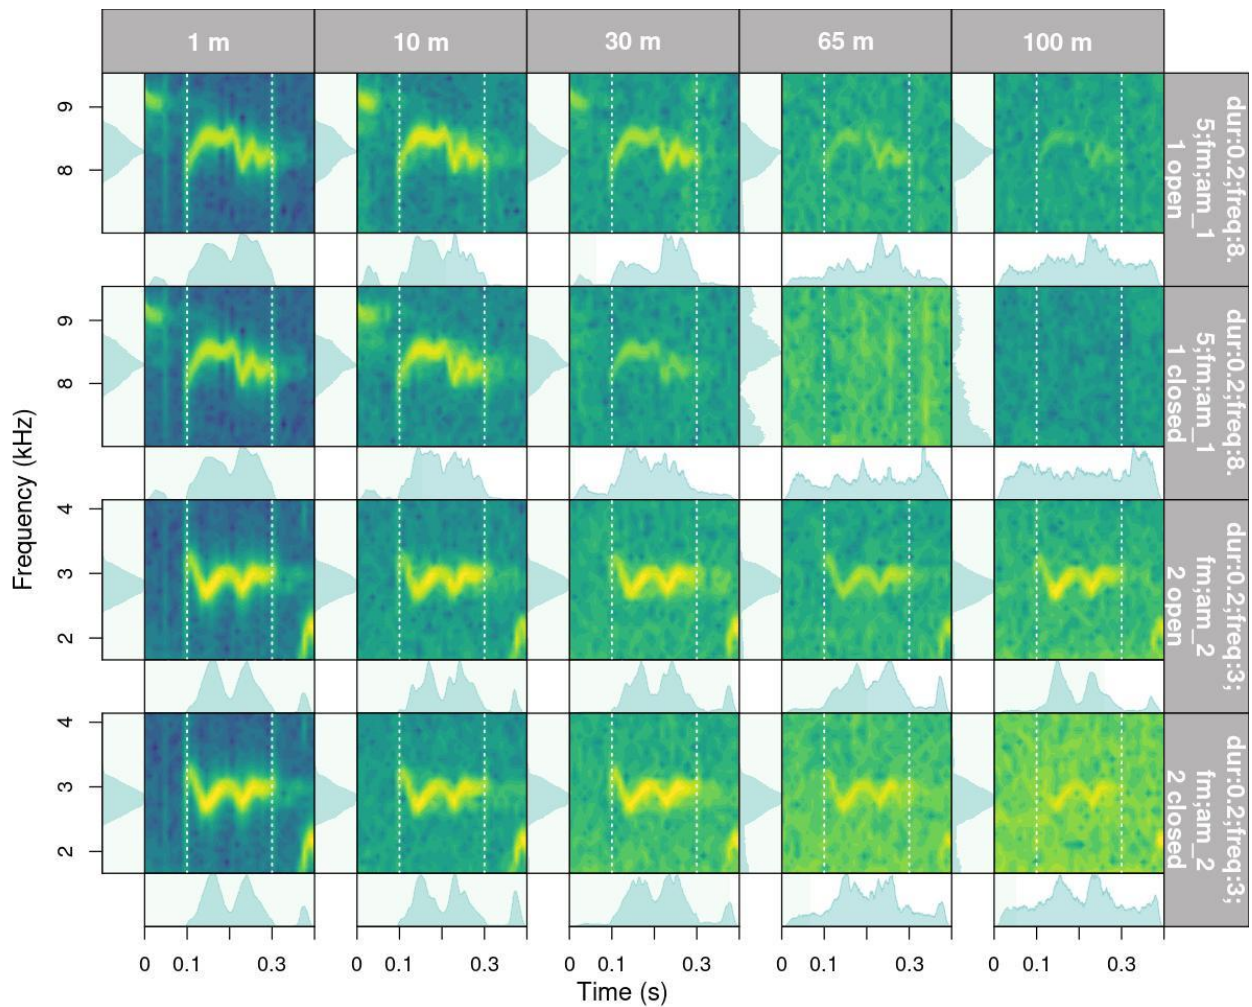 1 m
10 m
30 m
65 m
100 m
dur:0.2;freq:8.
5;fm;am_1
1 open
dur:0.2;freq:8.
5;fm;am_1
1 closed
dur:0.2;freq:3;
fm;am_2
2 open
dur:0.2;freq:3;
fm;am_2
2 closed
Frequency (kHz)
9
8
9
8
4
3
2
4
3
2
0 0.1 0.3 0 0.1 0.3 0 0.1 0.3 0 0.1 0.3 0 0.1 0.3
Time (s)